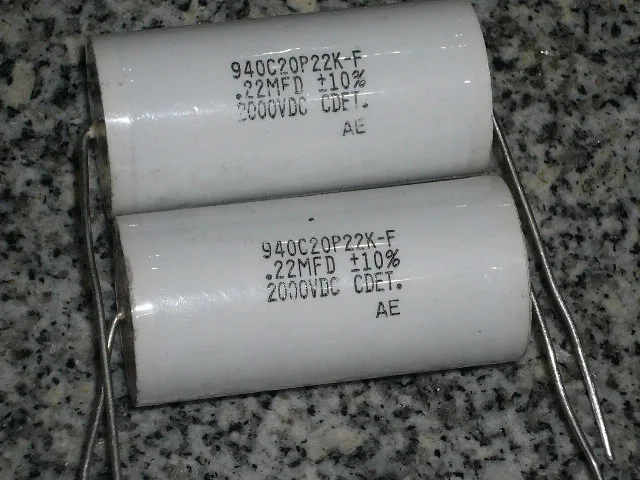 940C20P22K-F
.22MFD ±10%
2000VDC CDET.
AE
940C20P22K-F
.22MFD ±10%
2000VDC CDET.
AE